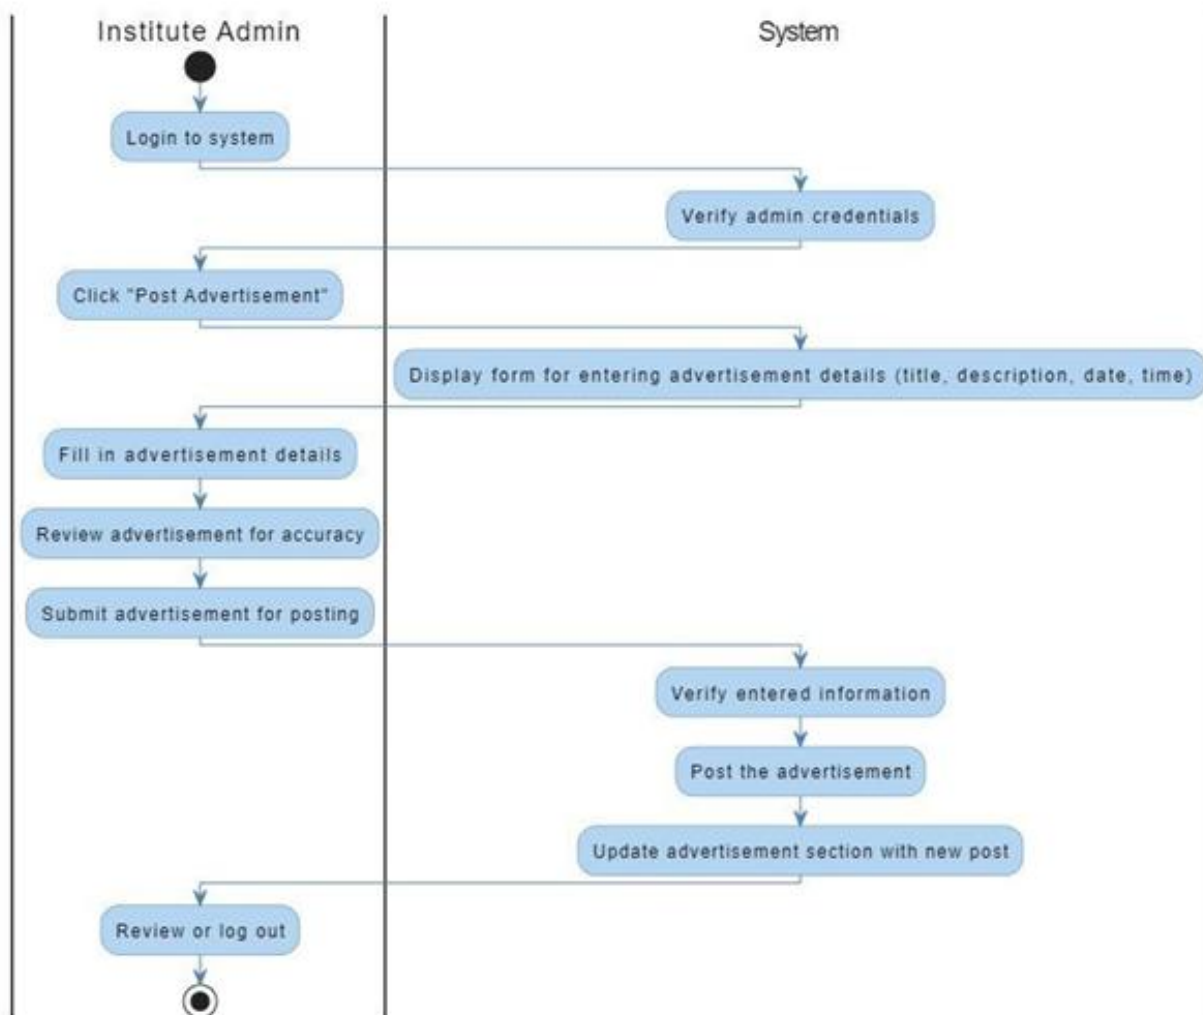 Institute Admin
System
Login to system
Verify admin credentials
Click "Post Advertisement"
Display form for entering advertisement details (title, description, date, time)
Fill in advertisement details
Review advertisement for accuracy
Submit advertisement for posting
Verify entered information
Post the advertisement
Update advertisement section with new post
Review or log out